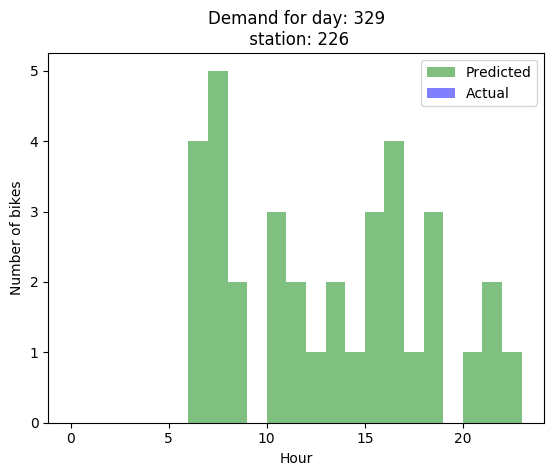 Demand for day: 329
station: 226
Predicted
Actual
Number of bikes
5
4
3
2
1
0
0
5
10
15
20
Hour